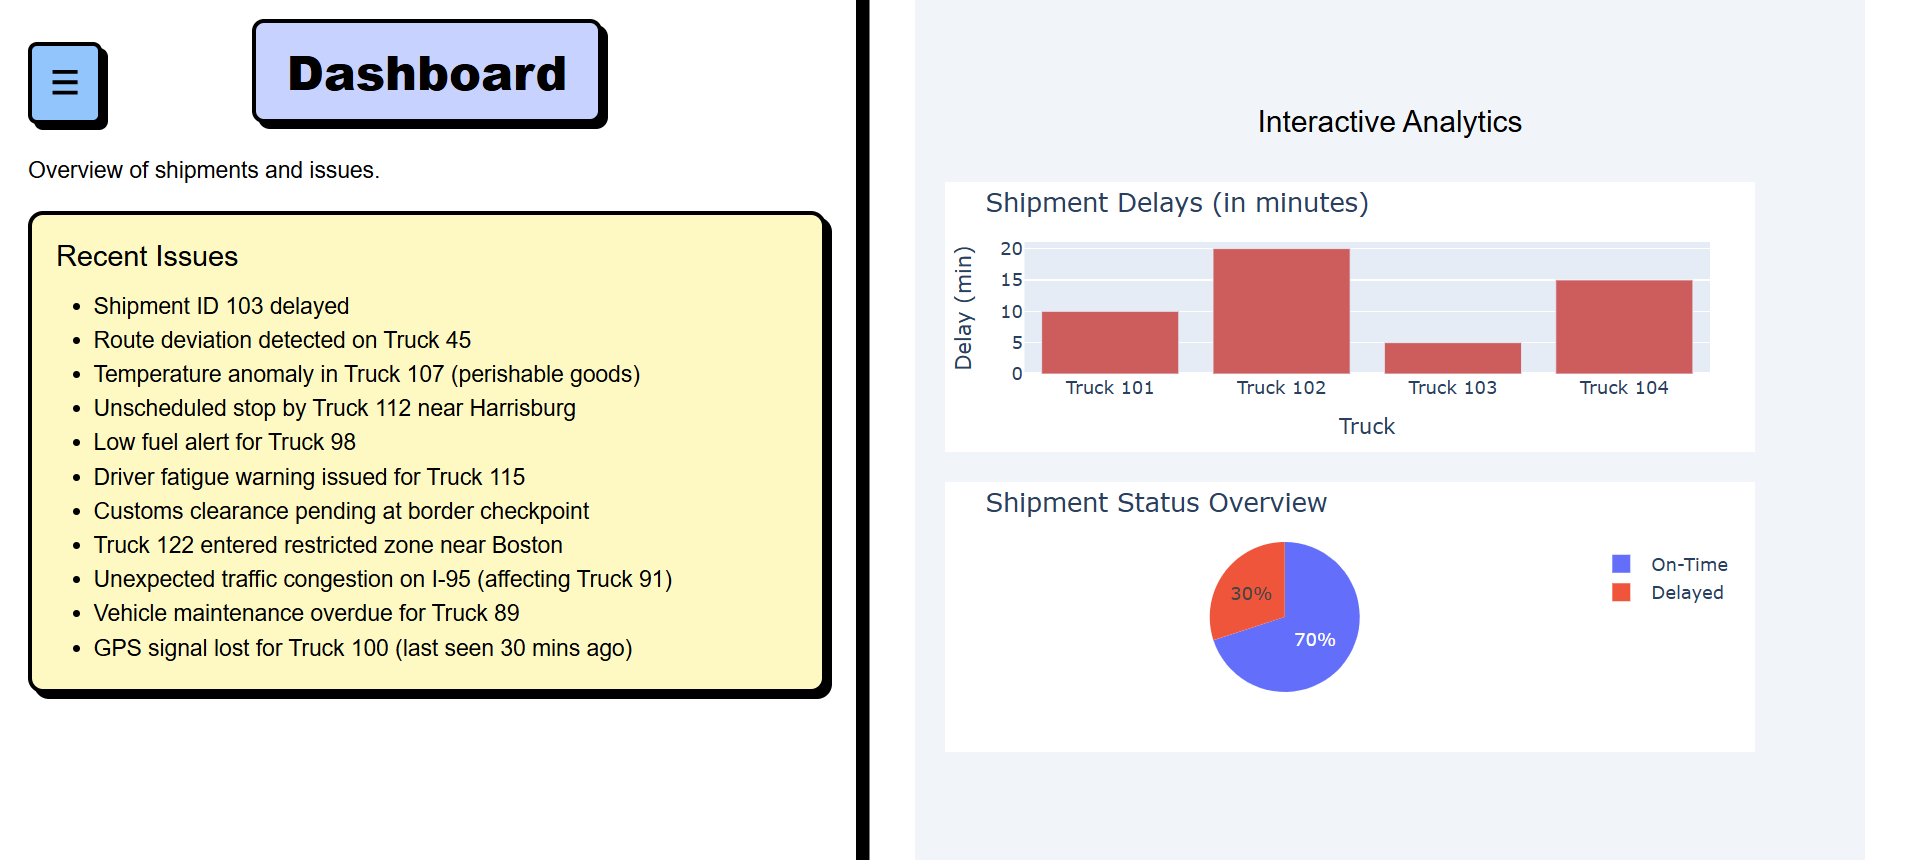 ☰
Dashboard
Overview of shipments and issues.
Recent Issues
• Shipment ID 103 delayed
• Route deviation detected on Truck 45
• Temperature anomaly in Truck 107 (perishable goods)
• Unscheduled stop by Truck 112 near Harrisburg
• Low fuel alert for Truck 98
• Driver fatigue warning issued for Truck 115
• Customs clearance pending at border checkpoint
• Truck 122 entered restricted zone near Boston
• Unexpected traffic congestion on I-95 (affecting Truck 91)
• Vehicle maintenance overdue for Truck 89
• GPS signal lost for Truck 100 (last seen 30 mins ago)
Interactive Analytics
Shipment Delays (in minutes)
Delay (min)
20
15
10
5
0
Truck 101 Truck 102 Truck 103 Truck 104
Truck
Shipment Status Overview
30%
70%
On-Time
Delayed